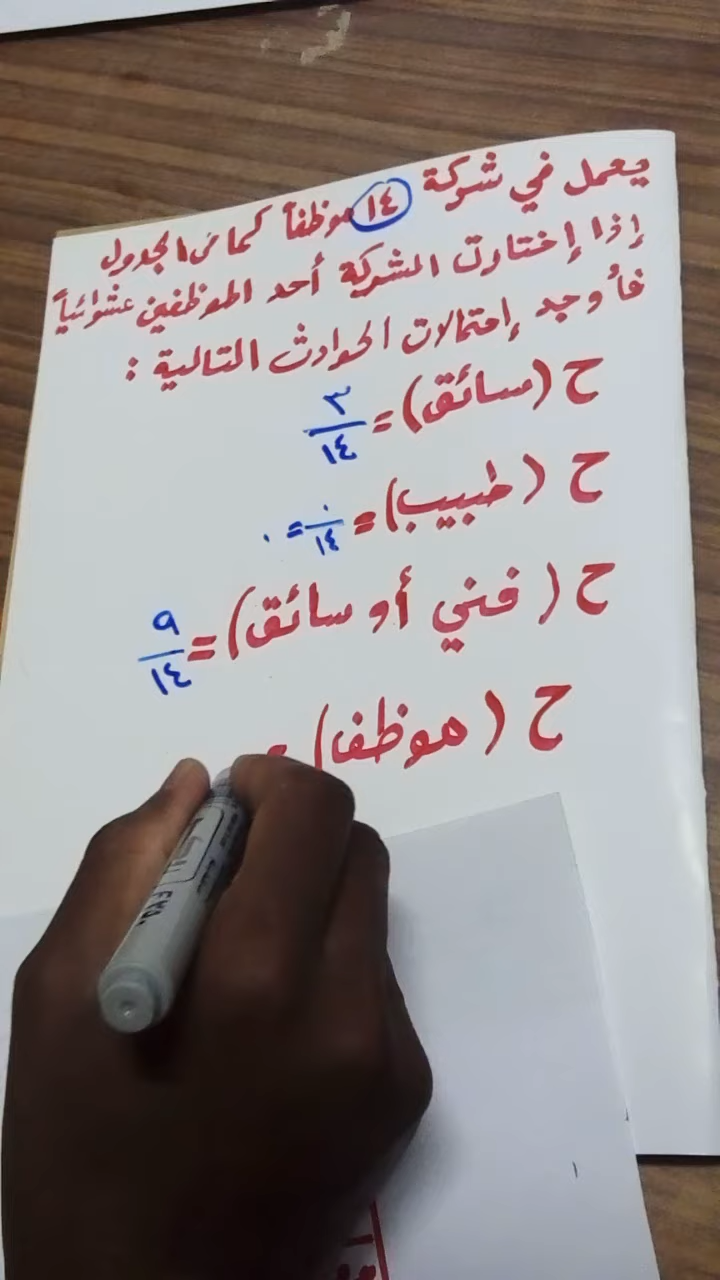 يعمل في شركة ١٤ موظفاً كما في الجدول
إذا إختارت الشركة أحد الموظفين عشوائياً
فأوجد إحتمالات الحوادث التالية :
ح (سائق) = ٣/١٤
ح (طبيب) = ٠/١٤ = ٠
ح (فني أو سائق) = ٩/١٤
ح (موظفا) =